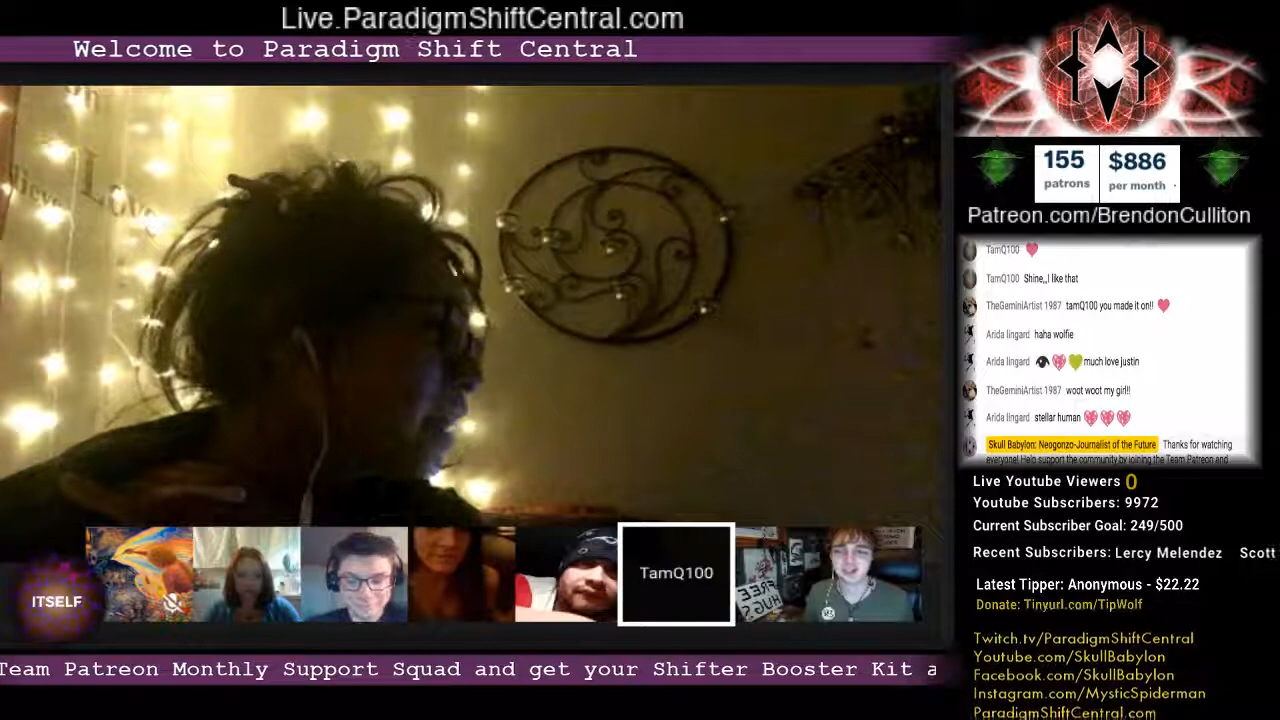 Live.ParadigmShiftCentral.com
Welcome to Paradigm Shift Central
Love
155
patrons
$886
per month
Patreon.com/BrendonCulliton
TamQ100 ❤
TamQ100 Shine,,,I like that
TheGeminiArtist 1987 tamQ100 you made it on!! ❤
Arida lingard haha wolfie
Arida lingard 👁💖💚 much love justin
TheGeminiArtist 1987 woot woot my girl!!
Arida lingard stellar human 💖💖💖
Skull Babylon: Neogonzo-Journalist of the Future Thanks for watching
everyone! Help support the community by joining the Team Patreon and
Live Youtube Viewers 0
Youtube Subscribers: 9972
Current Subscriber Goal: 249/500
Recent Subscribers: Lercy Melendez Scott
Latest Tipper: Anonymous - $22.22
Donate: Tinyurl.com/TipWolf
Twitch.tv/ParadigmShiftCentral
Youtube.com/SkullBabylon
Facebook.com/SkullBabylon
Instagram.com/MysticSpiderman
ParadigmShiftCentral.com
TamQ100
FREE
HUGS
ITSELF
Team Patreon Monthly Support Squad and get your Shifter Booster Kit a